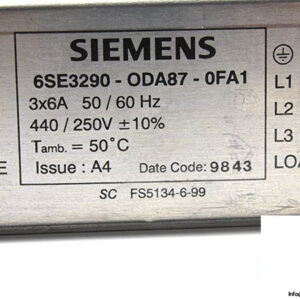 SIEMENS
6SE3290 - ODA87 - 0FA1
3x6A 50 / 60 Hz
440 / 250V ±10%
Tamb. = 50°C
Issue : A4 Date Code: 9843
SC FS5134-6-99
L1
L2
L3